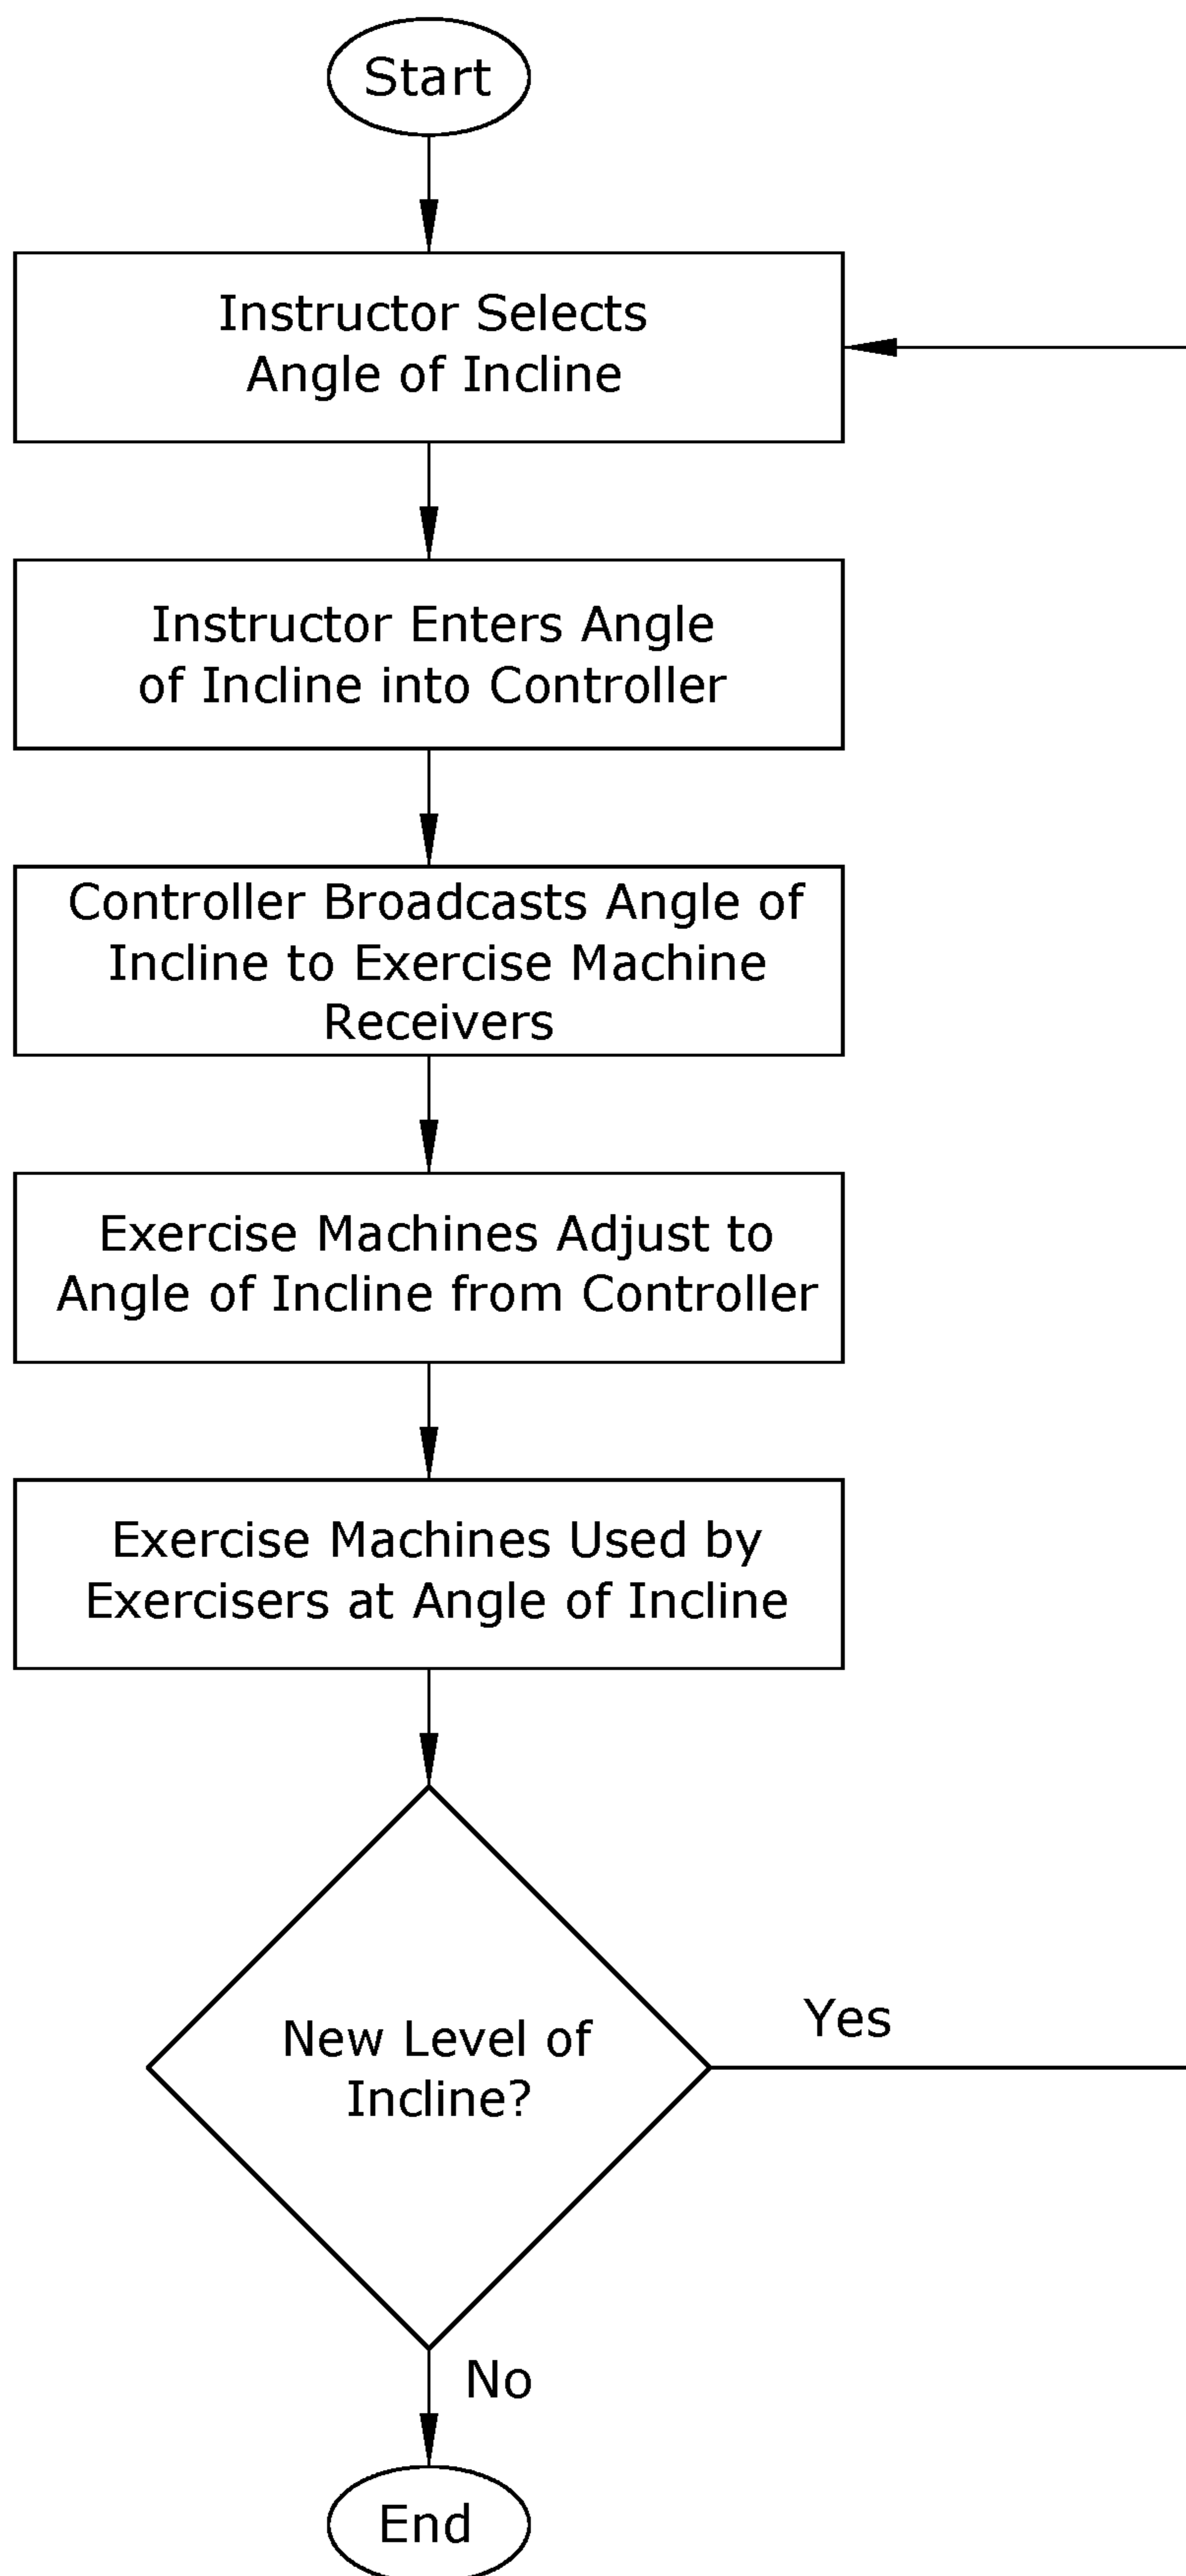 Start
Instructor Selects
Angle of Incline
Instructor Enters Angle
of Incline into Controller
Controller Broadcasts Angle of
Incline to Exercise Machine
Receivers
Exercise Machines Adjust to
Angle of Incline from Controller
Exercise Machines Used by
Exercisers at Angle of Incline
New Level of
Incline?
Yes
No
End